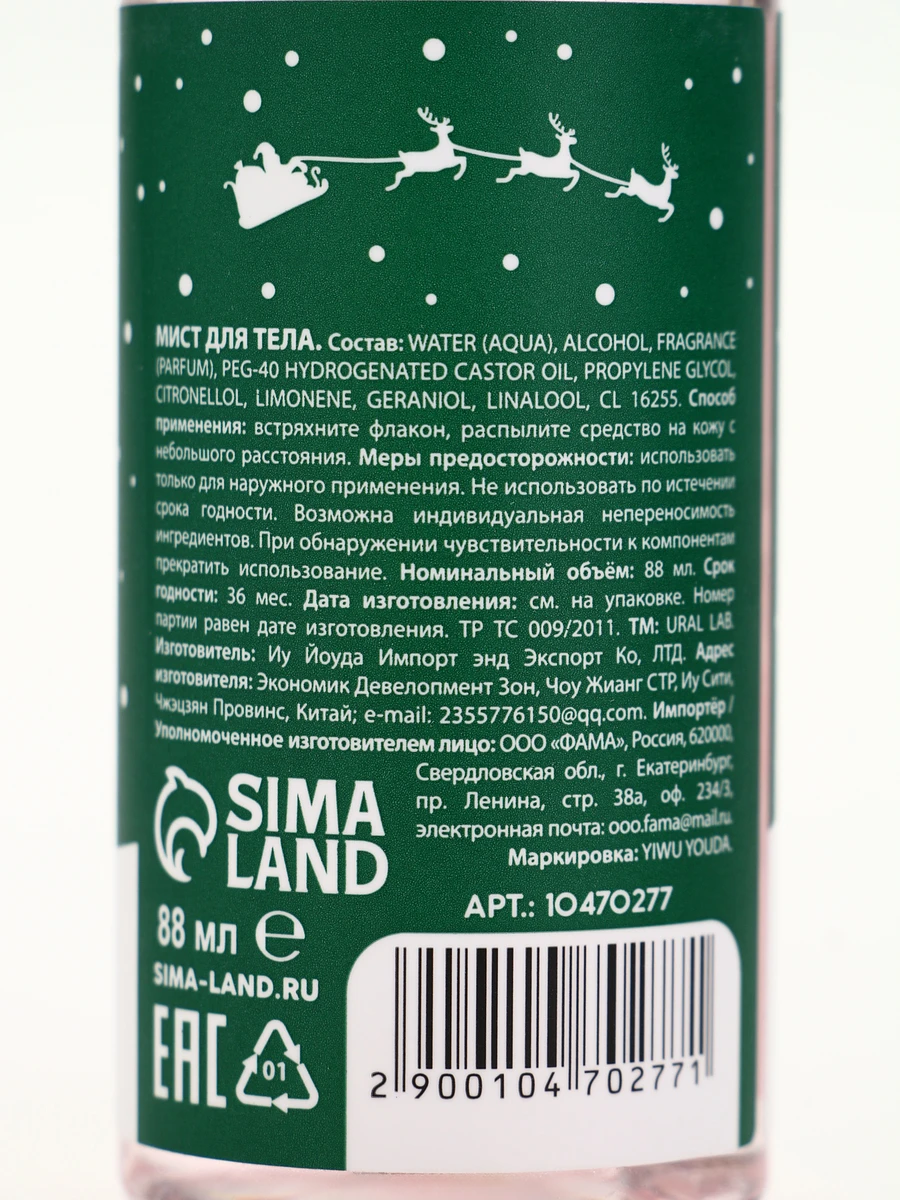 МИСТ ДЛЯ ТЕЛА. Состав: WATER (AQUA), ALCOHOL, FRAGRANCE
(PARFUM), PEG-40 HYDROGENATED CASTOR OIL, PROPYLENE GLYCOL,
CITRONELLOL, LIMONENE, GERANIOL, LINALOOL, CL 16255. Способ
применения: встряхните флакон, распылите средство на кожу с
небольшого расстояния. Меры предосторожности: использовать
только для наружного применения. Не использовать по истечении
срока годности. Возможна индивидуальная непереносимость
ингредиентов. При обнаружении чувствительности к компонентам
прекратить использование. Номинальный объём: 88 мл. Срок
годности: 36 мес. Дата изготовления: см. на упаковке. Номер
партии равен дате изготовления. ТР ТС 009/2011. ТМ: URAL LAB.
Изготовитель: Иу Йоуда Импорт энд Экспорт Ко, ЛТД. Адрес
изготовителя: Экономик Девелопмент Зон, Чоу Жианг СТР, Иу Сити,
Чжэцзян Провинс, Китай; e-mail: 2355776150@qq.com. Импортёр /
Уполномоченное изготовителем лицо: ООО «ФАМА», Россия, 620000,
Свердловская обл., г. Екатеринбург,
пр. Ленина, стр. 38а, оф. 234/3,
электронная почта: ooo.fama@mail.ru.
Маркировка: YIWU YOUDA.
SIMA
LAND
АРТ.: 10470277
88 мл ℮
SIMA-LAND.RU
EAC
01
2 900104 702771